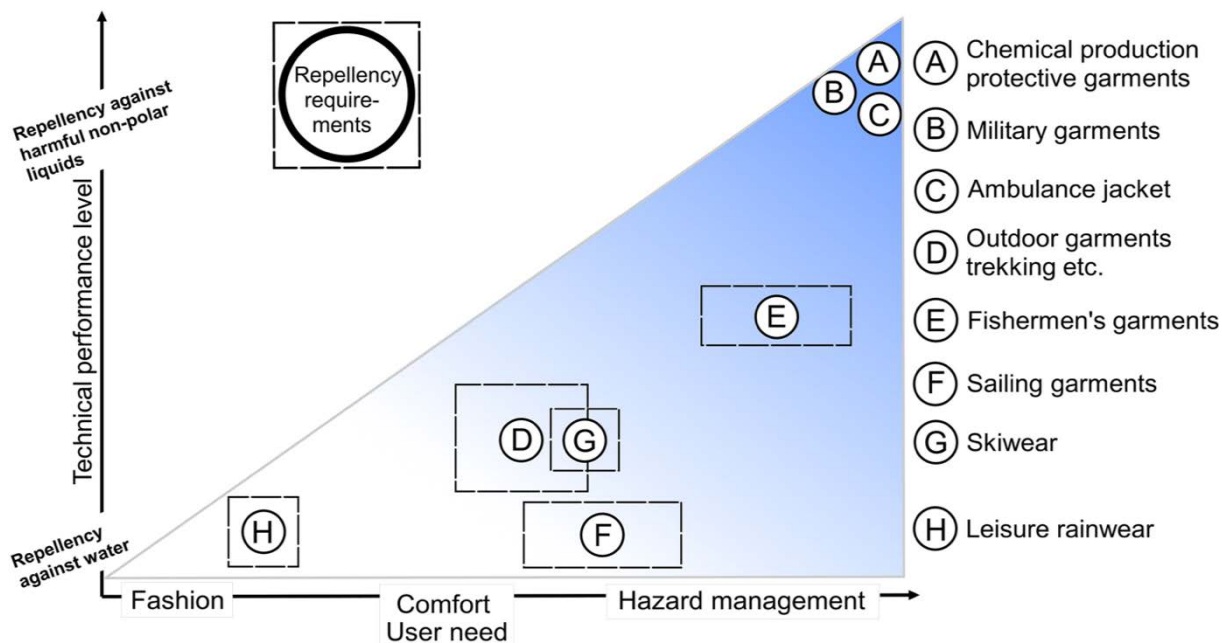 Repellency against
harmful non-polar
liquids
Technical performance level
Repellency
against water
Repellency
require-
ments
A
B
C
E
D
G
H
F
Fashion
Comfort
User need
Hazard management
A Chemical production
protective garments
B Military garments
C Ambulance jacket
D Outdoor garments
trekking etc.
E Fishermen's garments
F Sailing garments
G Skiwear
H Leisure rainwear